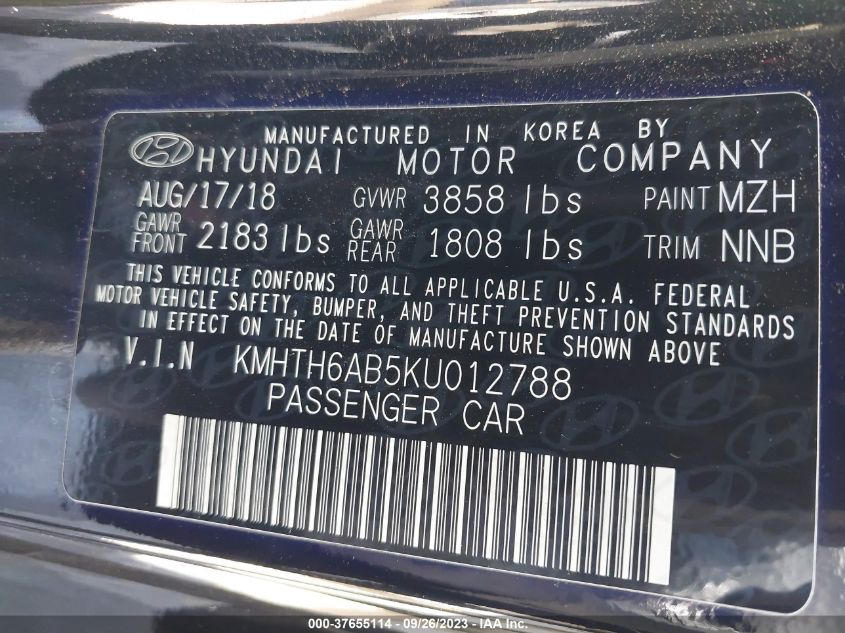 MANUFACTURED IN KOREA BY
HYUNDAI MOTOR COMPANY
AUG/17/18 GVWR 3858 lbs PAINT MZH
GAWR FRONT 2183 lbs GAWR REAR 1808 lbs TRIM NNB
THIS VEHICLE CONFORMS TO ALL APPLICABLE U.S.A. FEDERAL
MOTOR VEHICLE SAFETY, BUMPER, AND THEFT PREVENTION STANDARDS
IN EFFECT ON THE DATE OF MANUFACTURE SHOWN ABOVE
V.I.N KMHTH6AB5KU012788
PASSENGER CAR
000-37655114 - 09/26/2023 - IAA Inc.